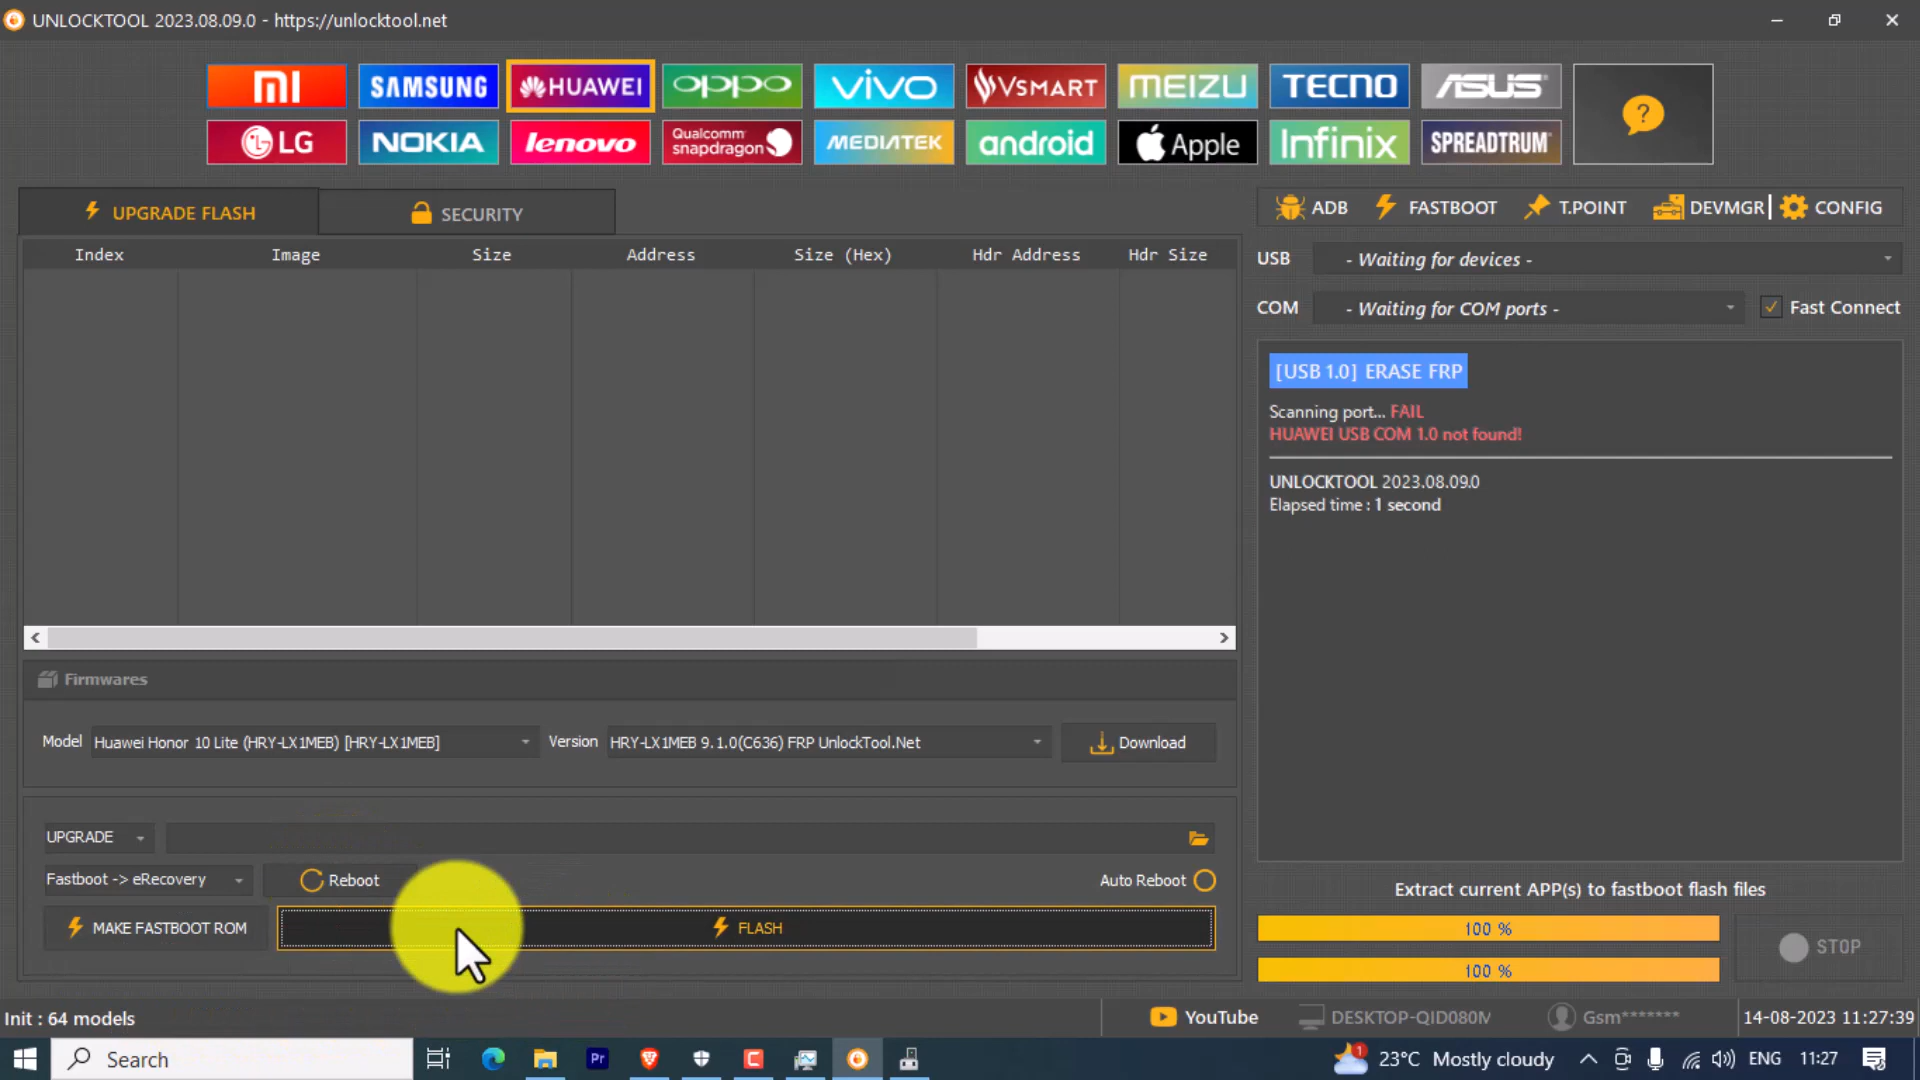 UNLOCKTOOL 2023.08.09.0 - https://unlocktool.net
MI SAMSUNG HUAWEI oppo vivo VSMART MEIZU TECNO ASUS ?
LG NOKIA lenovo Qualcomm snapdragon MEDIATEK android Apple Infinix SPREADTRUM
UPGRADE FLASH SECURITY
ADB FASTBOOT T.POINT DEVMGR CONFIG
Index Image Size Address Size (Hex) Hdr Address Hdr Size
USB - Waiting for devices -
COM - Waiting for COM ports - Fast Connect
[USB 1.0] ERASE FRP
Scanning port... FAIL
HUAWEI USB COM 1.0 not found!
UNLOCKTOOL 2023.08.09.0
Elapsed time : 1 second
Firmwares
Model Huawei Honor 10 Lite (HRY-LX1MEB) [HRY-LX1MEB] Version HRY-LX1MEB 9.1.0(C636) FRP UnlockTool.Net Download
UPGRADE
Fastboot -> eRecovery Reboot Auto Reboot
MAKE FASTBOOT ROM FLASH
Extract current APP(s) to fastboot flash files
100 %
100 %
STOP
Init : 64 models YouTube DESKTOP-QID080M Gsm******* 14-08-2023 11:27:39
Search Pr C 1 23°C Mostly cloudy ENG 11:27